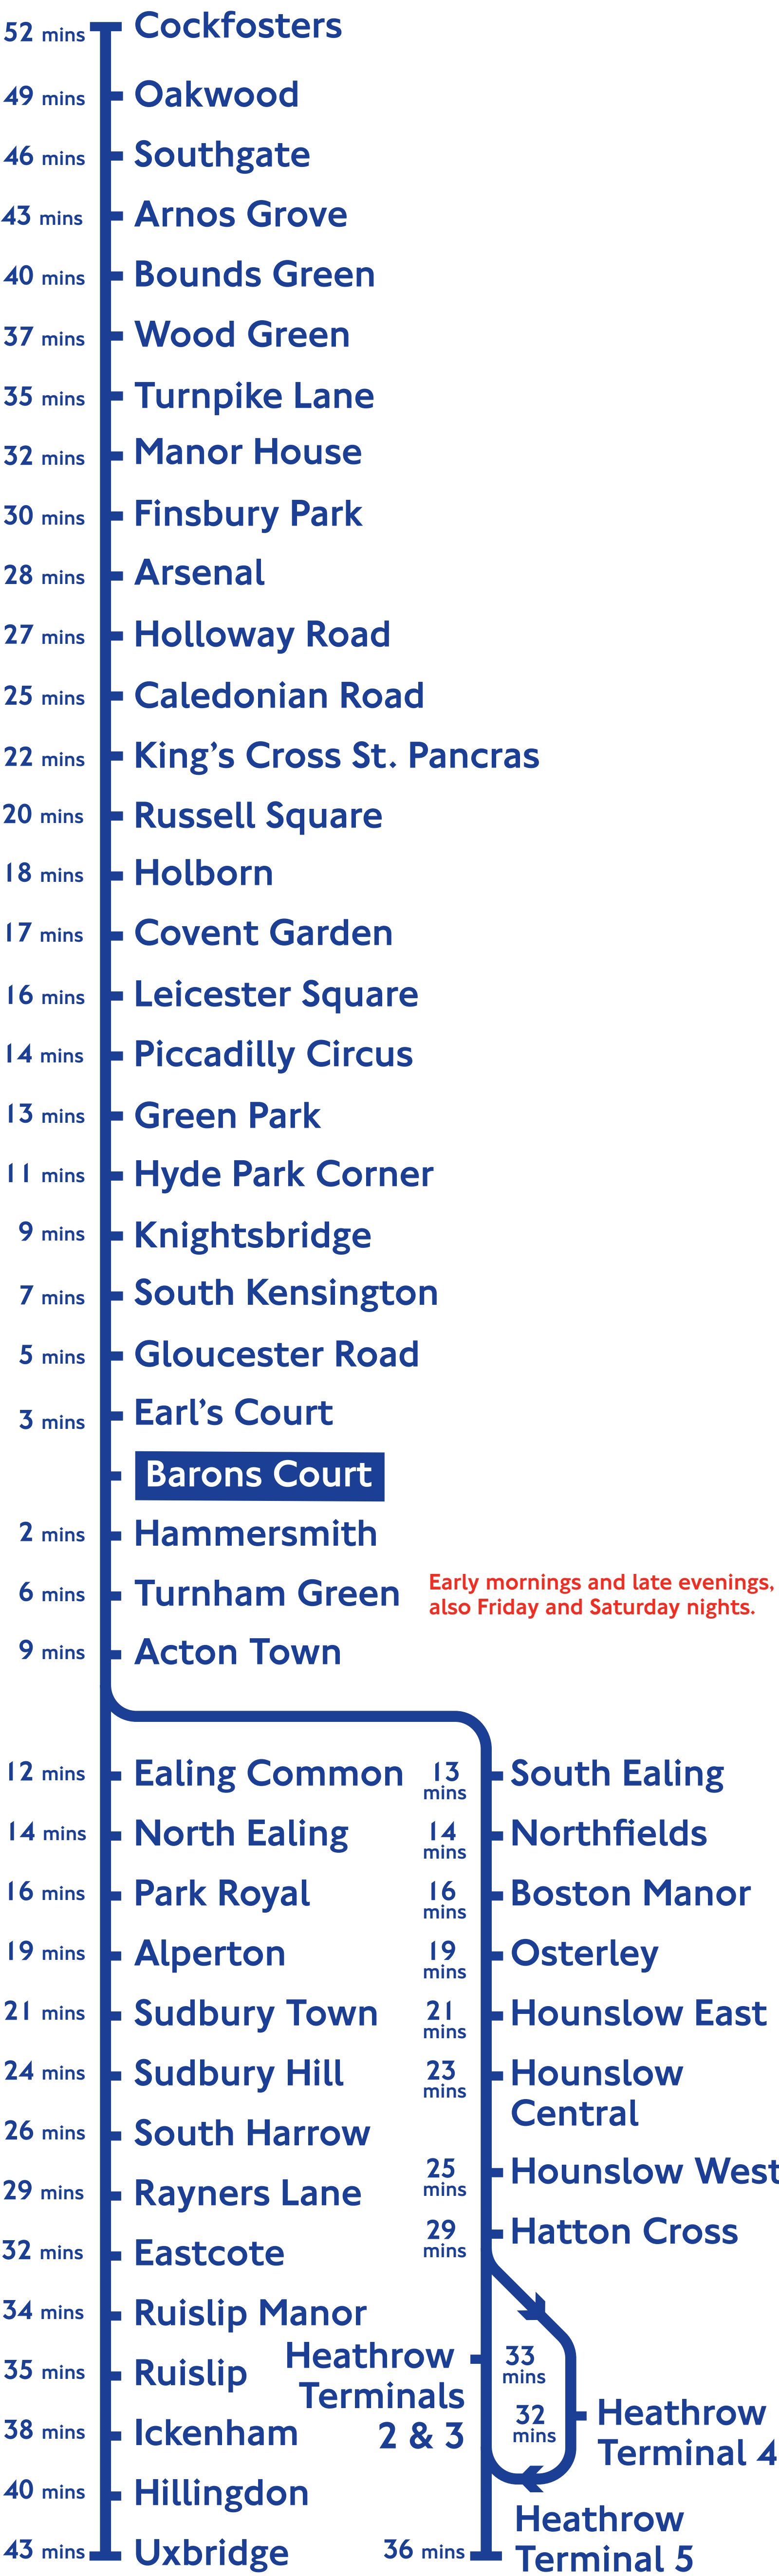 52 mins Cockfosters
49 mins Oakwood
46 mins Southgate
43 mins Arnos Grove
40 mins Bounds Green
37 mins Wood Green
35 mins Turnpike Lane
32 mins Manor House
30 mins Finsbury Park
28 mins Arsenal
27 mins Holloway Road
25 mins Caledonian Road
22 mins King’s Cross St. Pancras
20 mins Russell Square
18 mins Holborn
17 mins Covent Garden
16 mins Leicester Square
14 mins Piccadilly Circus
13 mins Green Park
11 mins Hyde Park Corner
9 mins Knightsbridge
7 mins South Kensington
5 mins Gloucester Road
3 mins Earl’s Court
Barons Court
2 mins Hammersmith
6 mins Turnham Green
Early mornings and late evenings,
also Friday and Saturday nights.
9 mins Acton Town
12 mins Ealing Common
14 mins North Ealing
16 mins Park Royal
19 mins Alperton
21 mins Sudbury Town
24 mins Sudbury Hill
26 mins South Harrow
29 mins Rayners Lane
32 mins Eastcote
34 mins Ruislip Manor
35 mins Ruislip
38 mins Ickenham
40 mins Hillingdon
43 mins Uxbridge
13 South Ealing
mins
14 Northfields
mins
16 Boston Manor
mins
19 Osterley
mins
21 Hounslow East
mins
23 Hounslow
mins
Central
25 Hounslow West
mins
29 Hatton Cross
mins
Heathrow 33
mins
Terminals
2 & 3
32 Heathrow
mins
Terminal 4
Heathrow
36 mins Terminal 5